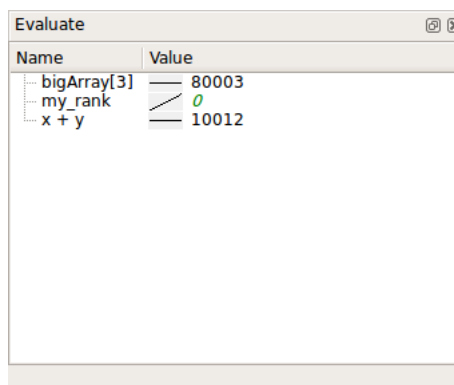 Evaluate
Name Value
bigArray[3] 80003
my_rank 0
x + y 10012